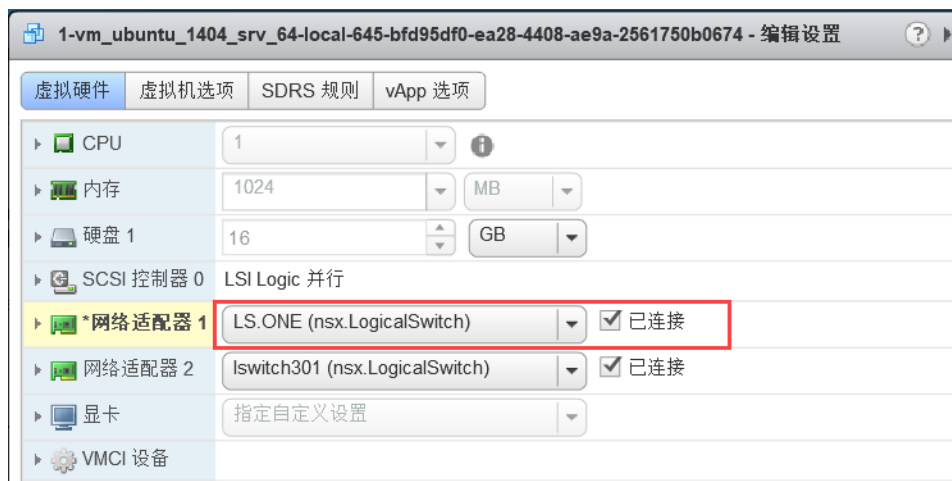 1-vm_ubuntu_1404_srv_64-local-645-bfd95df0-ea28-4408-ae9a-2561750b0674 - 编辑设置 ?
虚拟硬件 虚拟机选项 SDRS 规则 vApp 选项
CPU 1
内存 1024 MB
硬盘 1 16 GB
SCSI 控制器 0 LSI Logic 并行
*网络适配器 1 LS.ONE (nsx.LogicalSwitch) 已连接
网络适配器 2 lswitch301 (nsx.LogicalSwitch) 已连接
显卡 指定自定义设置
VMCI 设备